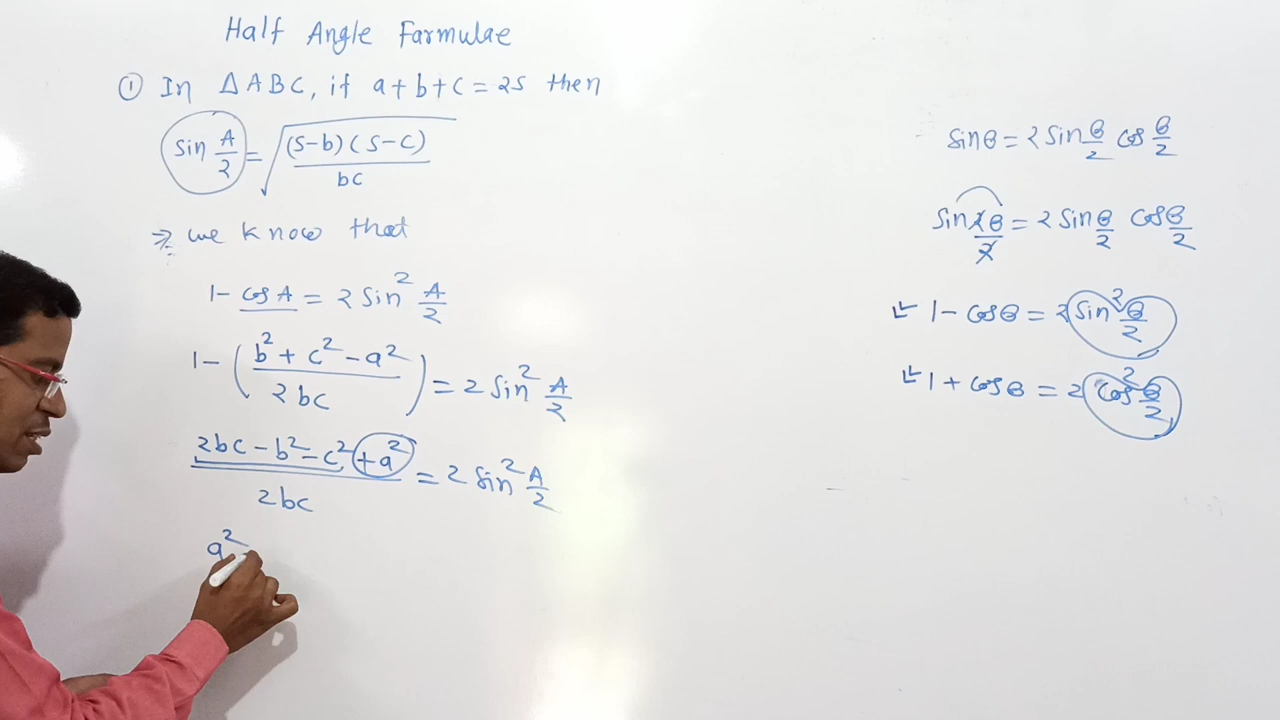 Half Angle Farmulae
① In ΔABC, if a+b+c=2S then
sin A/2 = √((S-b)(S-C)/bc)
⇒ we know that
1- cosA = 2 Sin² A/2
1- (b²+c²-a²/2bc) = 2 Sin² A/2
2bc-b²-c²+a²/2bc = 2 Sin² A/2
a²
Sinθ = 2 Sin θ/2 Cos θ/2
Sin 2θ/2 = 2 Sin θ/2 Cos θ/2
1- Cosθ = 2 Sin² θ/2
1+ Cosθ = 2 Cos² θ/2